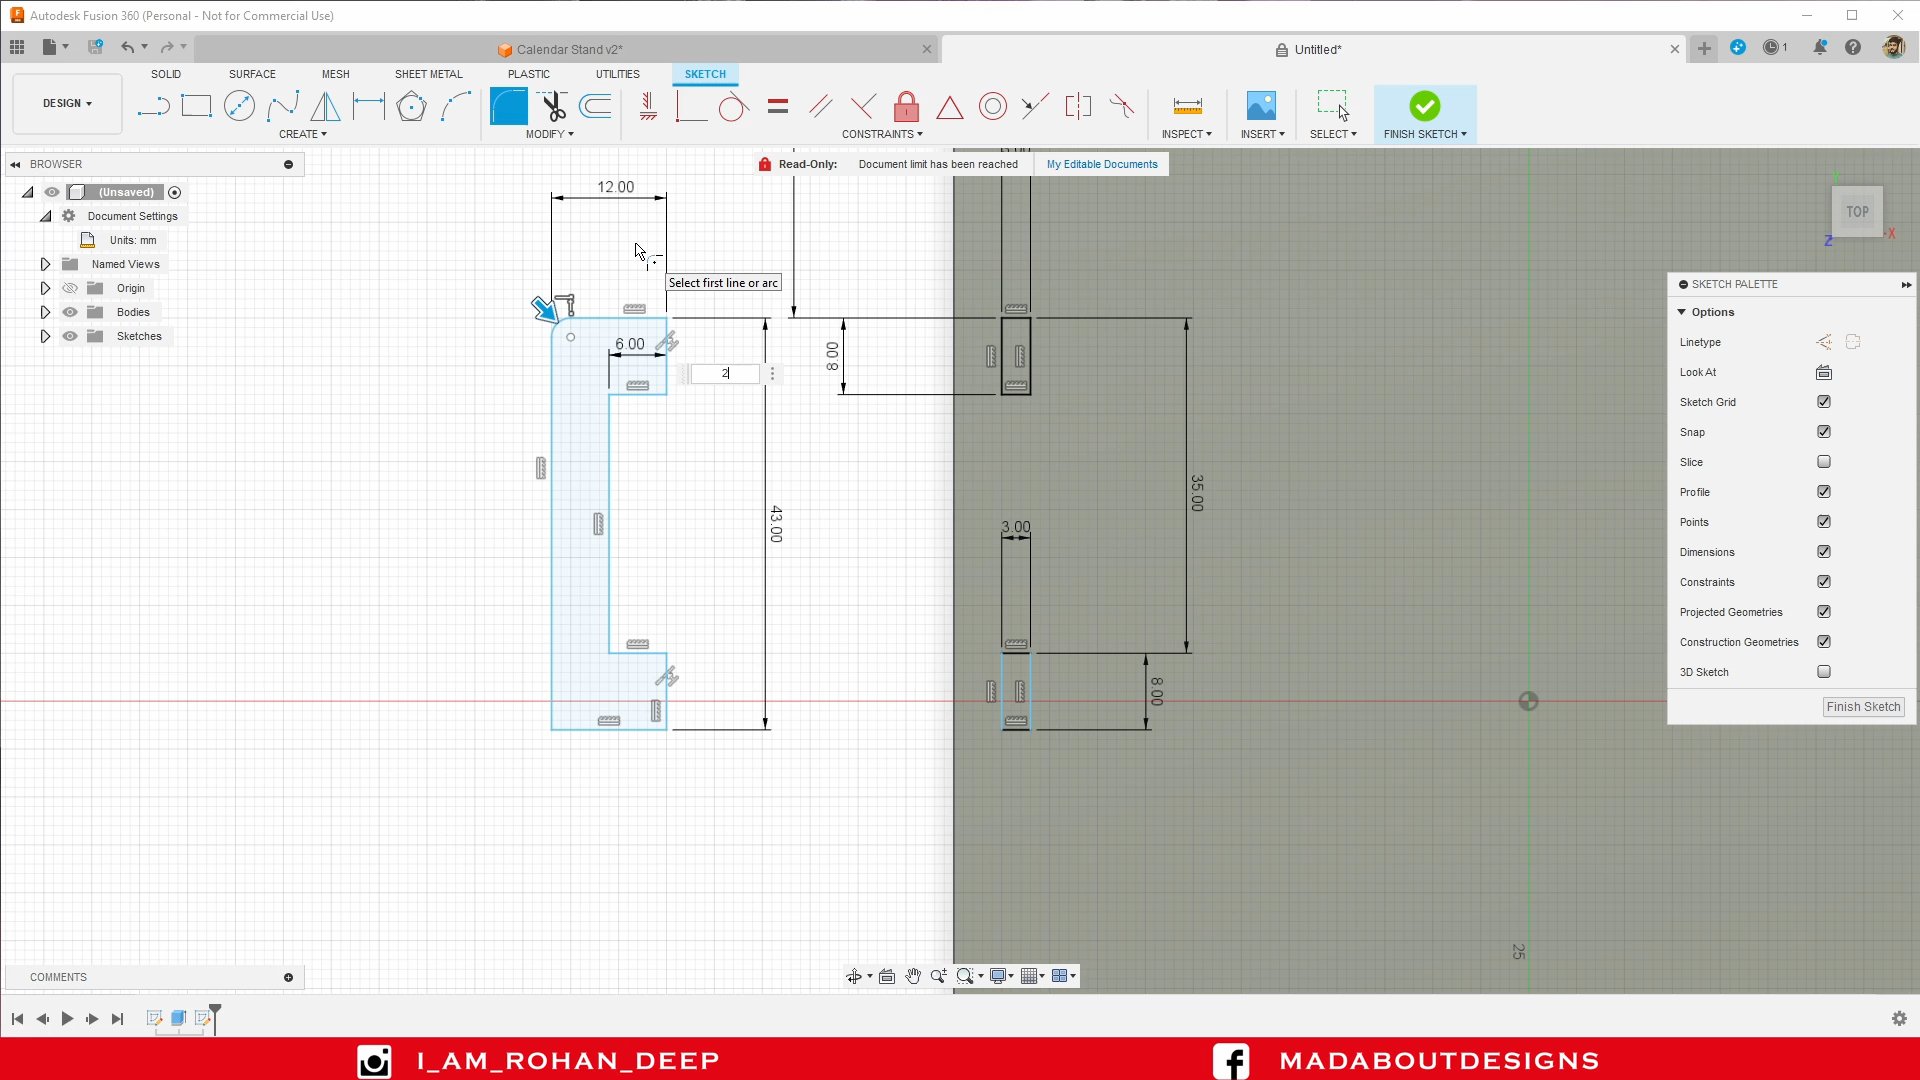 Autodesk Fusion 360 (Personal - Not for Commercial Use)
Calendar Stand v2*
Untitled*
1
DESIGN
SOLID SURFACE MESH SHEET METAL PLASTIC UTILITIES SKETCH
CREATE MODIFY CONSTRAINTS INSPECT INSERT SELECT FINISH SKETCH
BROWSER
Read-Only: Document limit has been reached My Editable Documents
(Unsaved)
Document Settings
Units: mm
Named Views
Origin
Bodies
Sketches
12.00
Select first line or arc
6.00
2
8.00
43.00
35.00
3.00
8.00
25
TOP
X
Z
SKETCH PALETTE
Options
Linetype
Look At
Sketch Grid
Snap
Slice
Profile
Points
Dimensions
Constraints
Projected Geometries
Construction Geometries
3D Sketch
Finish Sketch
COMMENTS
I_AM_ROHAN_DEEP
MADABOUTDESIGNS